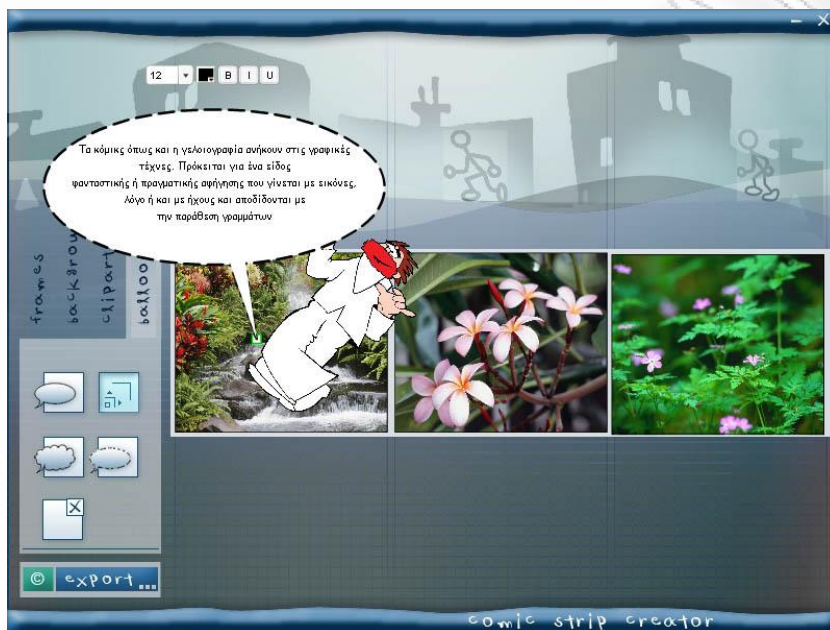 12 B I U
Τα κόμικς όπως και η γελοιογραφία ανήκουν στις γραφικές
τέχνες. Πρόκειται για ένα είδος
φανταστικής ή πραγματικής αφήγησης που γίνεται με εικόνες,
λόγο ή και με ήχους και αποδίδονται με
την παράθεση γραμμάτων
frames
backgrou
clipart
balloo
© export...
comic strip creator